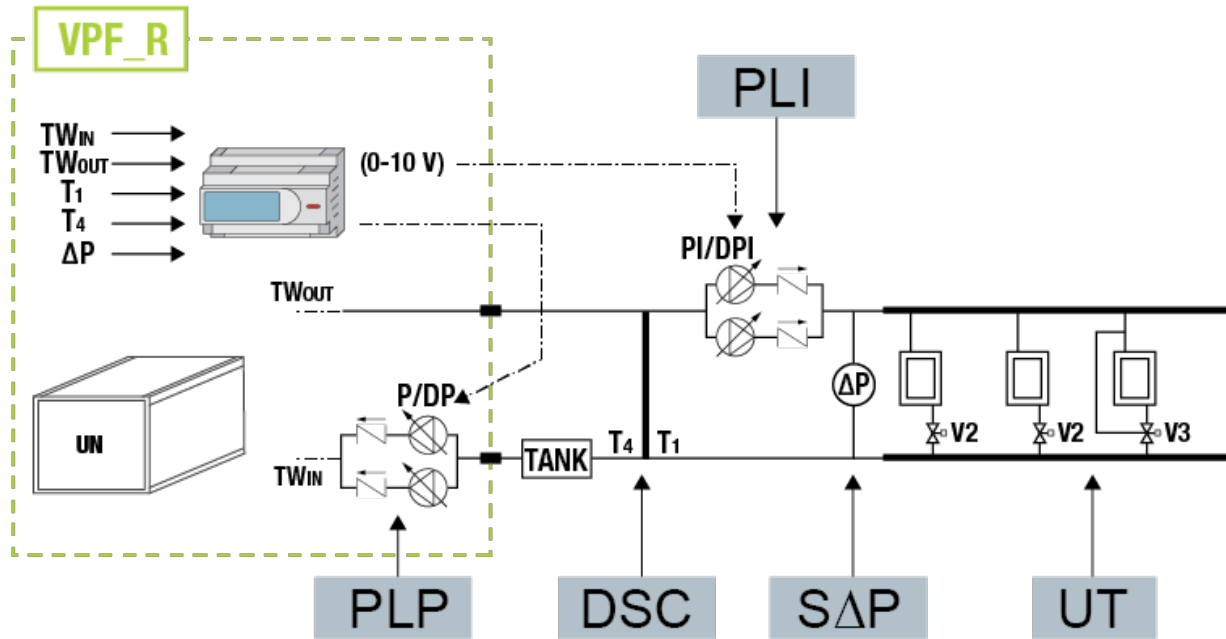 VPF_R
PLI
TWIN
TWOUT
(0-10 V)
T1
T4
ΔP
PI/DPI
TWOUT
P/DP
ΔP
V2
V2
V3
UN
T4
T1
TANK
TWIN
PLP
DSC
SΔP
UT